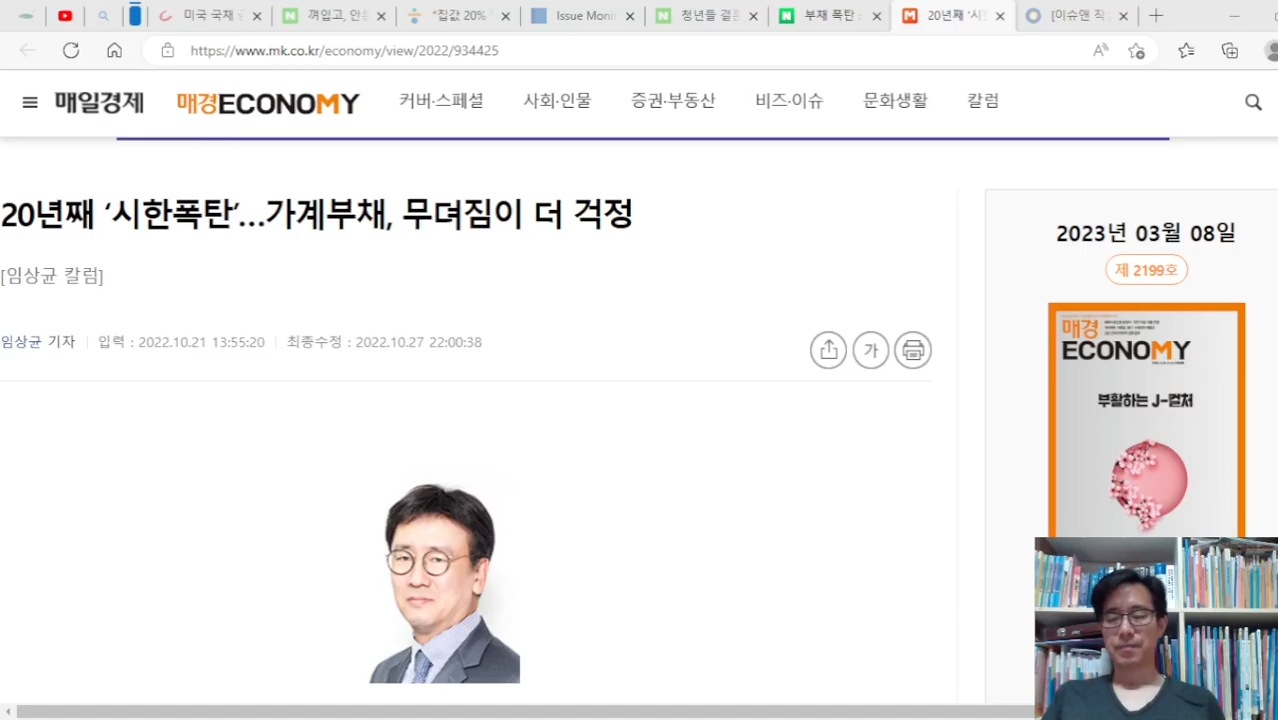 미국 국재
껴입고, 안
"집값 20%
Issue Moni
청년들 결
부채 폭탄
20년째 '시
[이슈앤 직
https://www.mk.co.kr/economy/view/2022/934425
매일경제 매경ECONOMY 커버·스페셜 사회·인물 증권·부동산 비즈·이슈 문화생활 칼럼
20년째 ‘시한폭탄’…가계부채, 무뎌짐이 더 걱정
[임상균 칼럼]
임상균 기자 입력 : 2022.10.21 13:55:20 최종수정 : 2022.10.27 22:00:38
가
2023년 03월 08일
제 2199호
매경
ECONOMY
부활하는 J-컬처